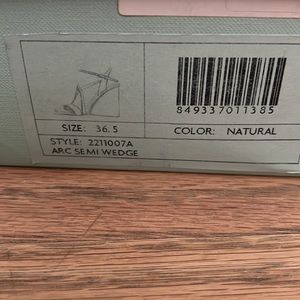 849337011385
SIZE: 36.5
COLOR: NATURAL
STYLE: 2211007A
ARC SEMI WEDGE